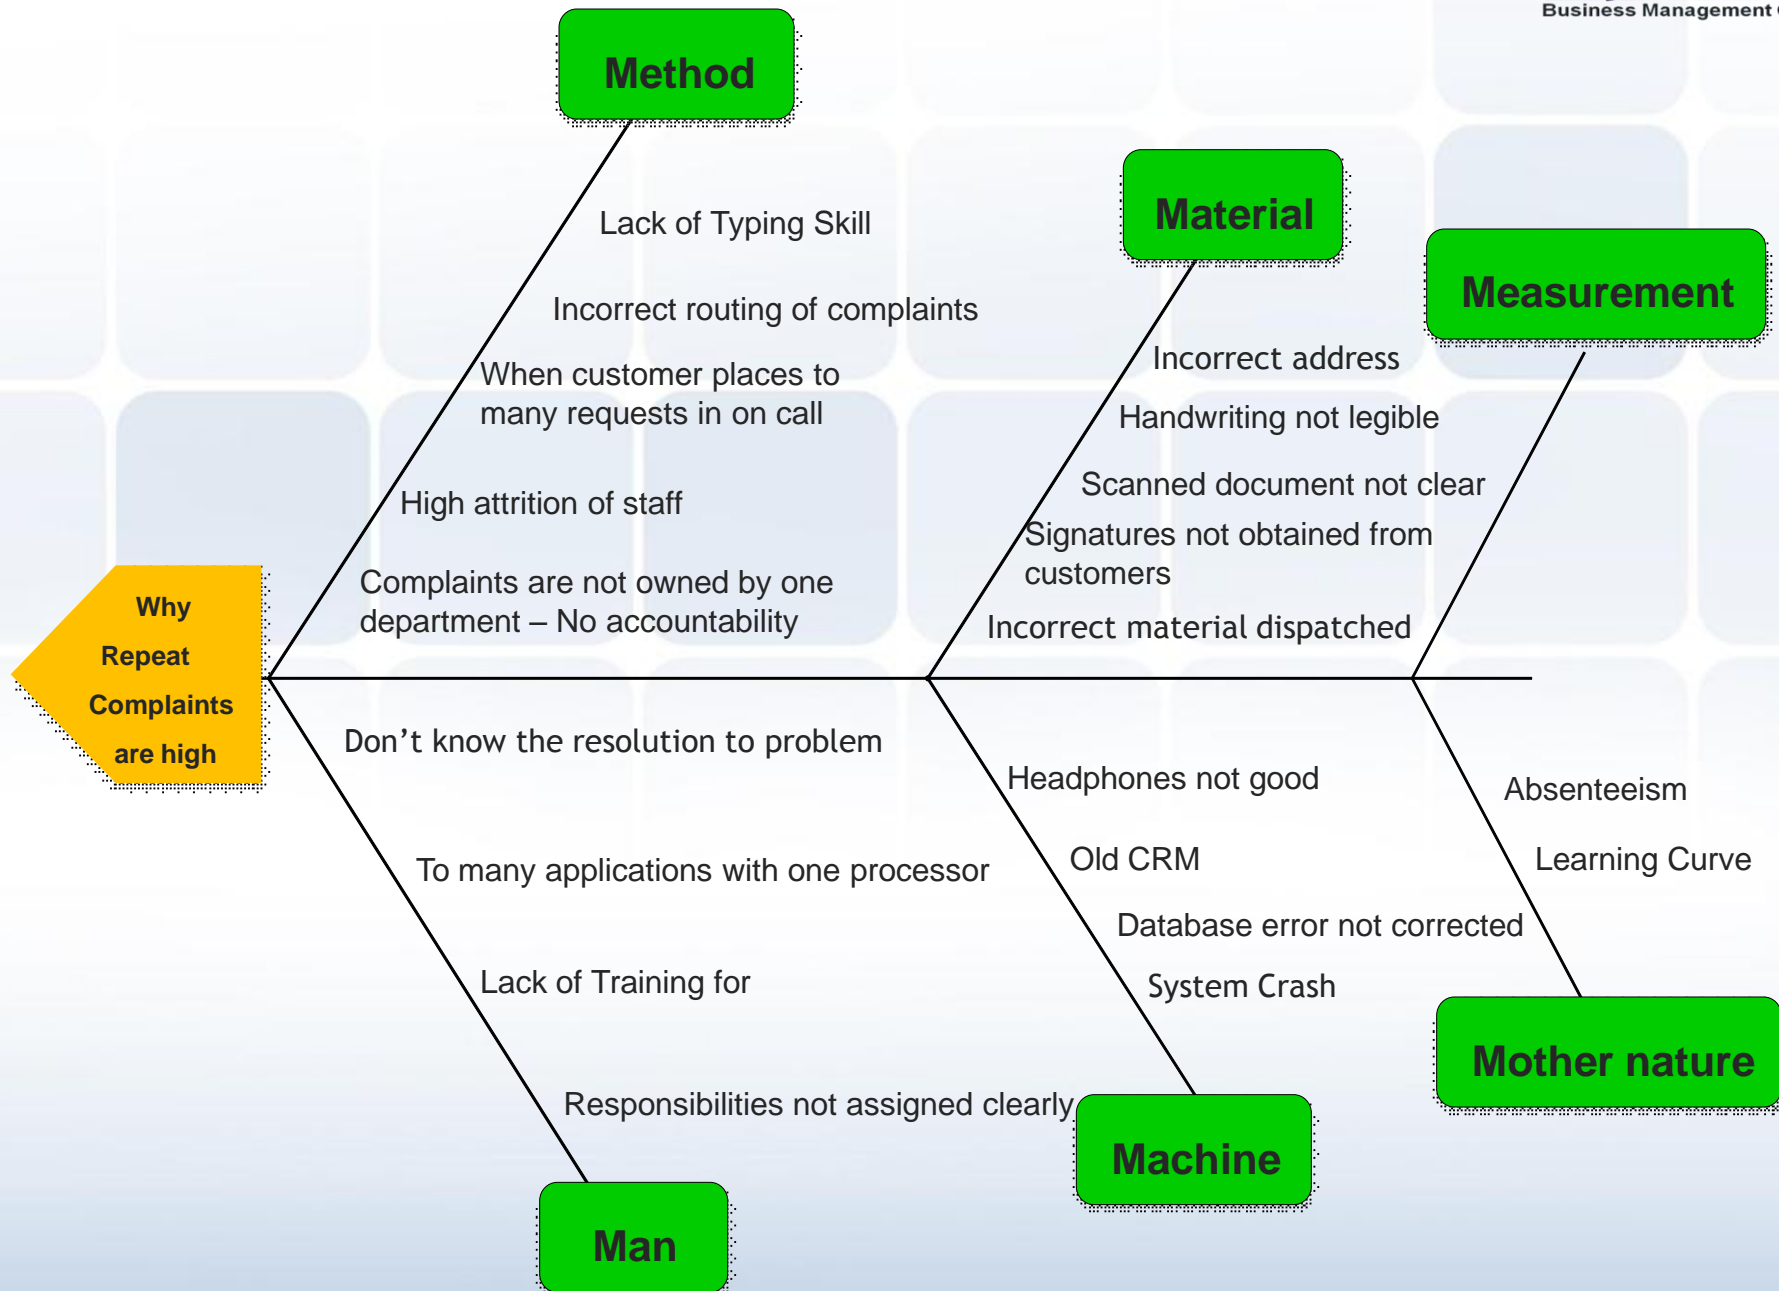 Business Management
Method
Material
Measurement
Lack of Typing Skill
Incorrect routing of complaints
When customer places to
many requests in on call
High attrition of staff
Complaints are not owned by one
department – No accountability
Incorrect address
Handwriting not legible
Scanned document not clear
Signatures not obtained from
customers
Incorrect material dispatched
Why
Repeat
Complaints
are high
Don’t know the resolution to problem
To many applications with one processor
Lack of Training for
Responsibilities not assigned clearly
Headphones not good
Old CRM
Database error not corrected
System Crash
Absenteeism
Learning Curve
Man
Machine
Mother nature